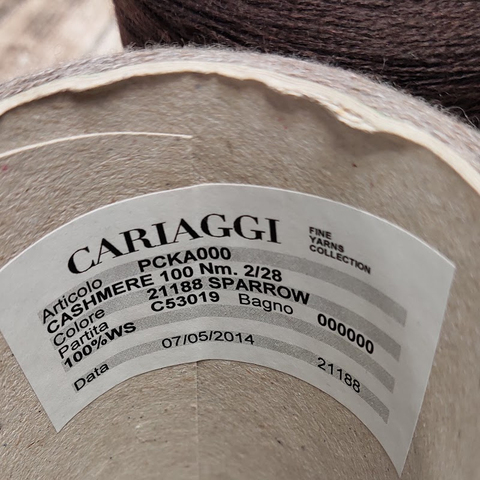 CARIAGGI
FINE
YARNS
COLLECTION
Articolo PCKA000
CASHMERE 100 Nm. 2/28
Colore 21188 SPARROW
Partita C53019 Bagno 000000
100%WS
Data 07/05/2014 21188